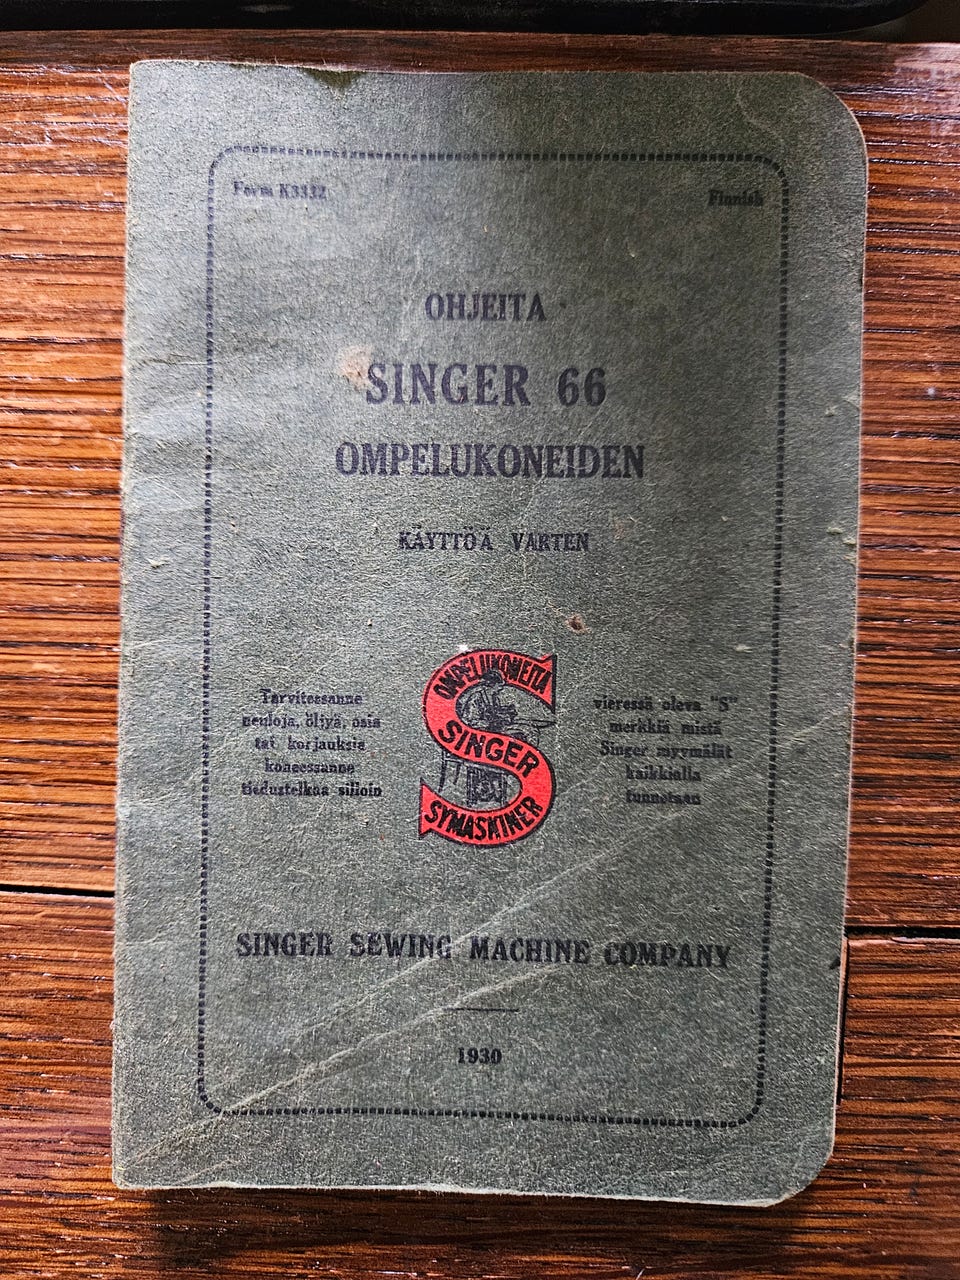 Form K3332
Finnish
OHJEITA
SINGER 66
OMPELUKONEIDEN
KÄYTTÖÄ VARTEN
Tarvitessanne
neuloja, öljyä, osia
tai korjauksia
koneessanne
tiedustelkaa silloin
OMPELUKONEITA
SINGER
SYMASKINER
vieressä oleva "S"
merkkiä mistä
Singer myymälät
kaikkialla
tunnetaan
SINGER SEWING MACHINE COMPANY
1930